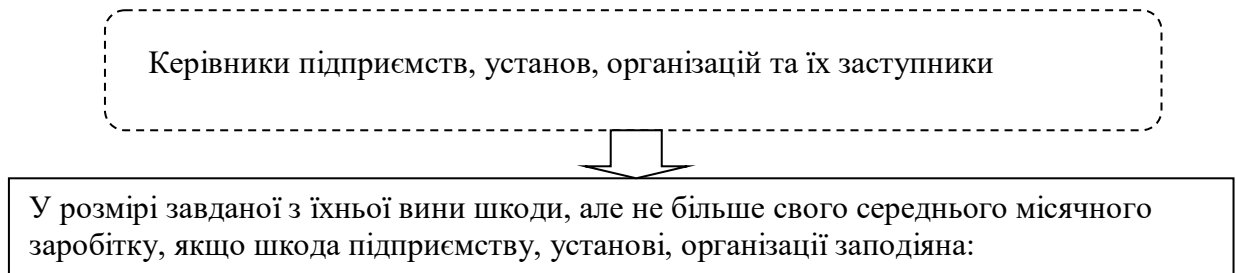 Керівники підприємств, установ, організацій та їх заступники
У розмірі завданої з їхньої вини шкоди, але не більше свого середнього місячного
заробітку, якщо шкода підприємству, установі, організації заподіяна: